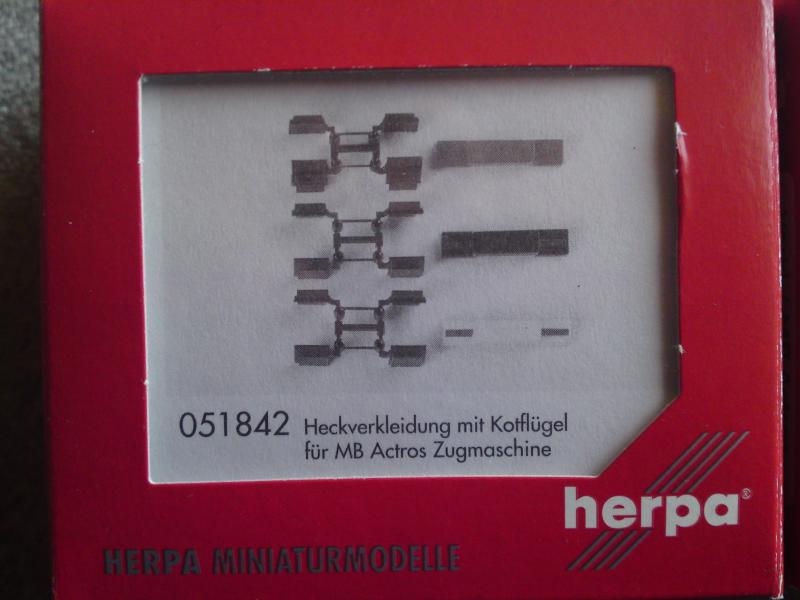 051842 Heckverkleidung mit Kotflügel
für MB Actros Zugmaschine
herpa®
HERPA MINIATURMODELLE